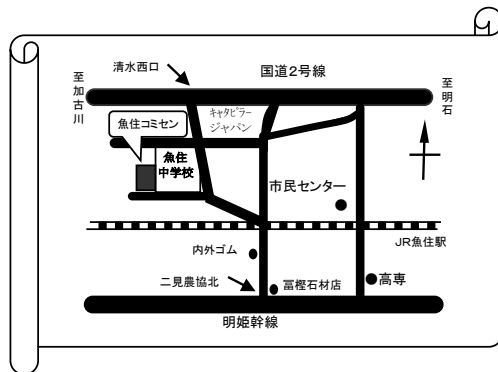 清水西口
国道2号線
至加古川
至明石
キャタピラー
ジャパン
魚住コミセン
魚住
中学校
市民センター
JR魚住駅
内外ゴム
二見農協北
冨樫石材店
高専
明姫幹線